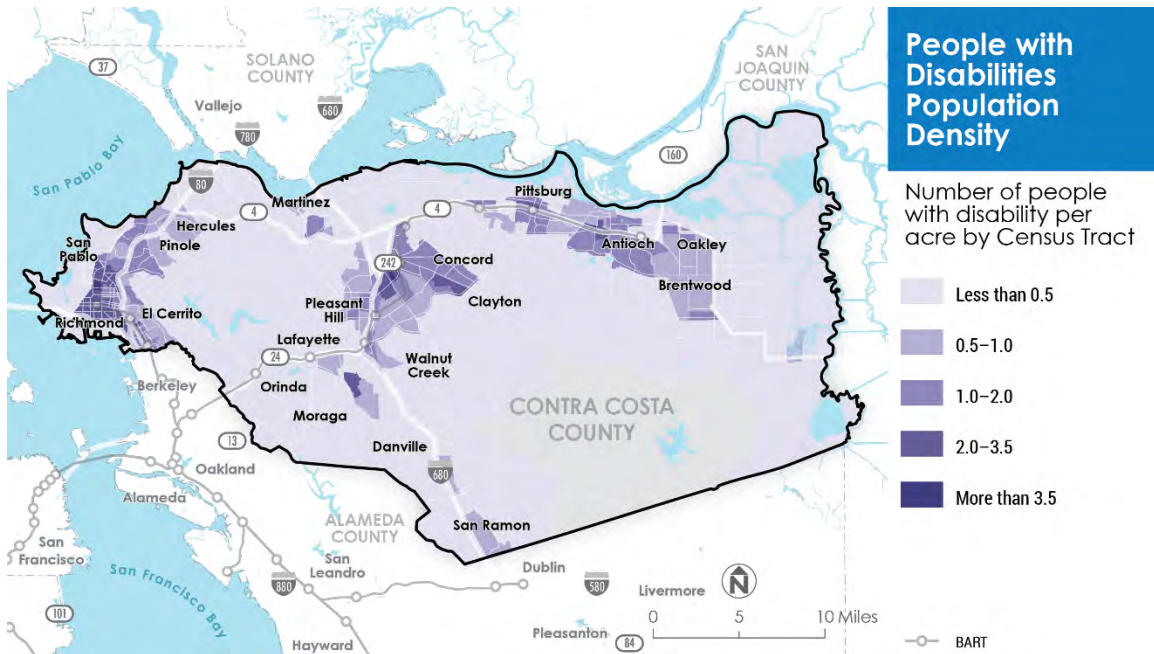 People with
Disabilities
Population
Density
Number of people
with disability per
acre by Census Tract
Less than 0.5
0.5–1.0
1.0–2.0
2.0–3.5
More than 3.5
BART
SOLANO
COUNTY
SAN
JOAQUIN
COUNTY
37
Vallejo
680
780
160
San Pablo Bay
80
4
Martinez
Hercules
Pinole
San
Pablo
Richmond
El Cerrito
4
Pittsburg
Antioch
Oakley
Brentwood
242
Concord
Clayton
Pleasant
Hill
Lafayette
24
Walnut
Creek
Orinda
Moraga
Berkeley
CONTRA COSTA
COUNTY
13
Danville
680
Oakland
Alameda
ALAMEDA
COUNTY
San Ramon
San
Francisco
San
Leandro
Dublin
San Francisco Bay
880
580
Livermore
N
0 5 10 Miles
101
Hayward
Pleasanton
84